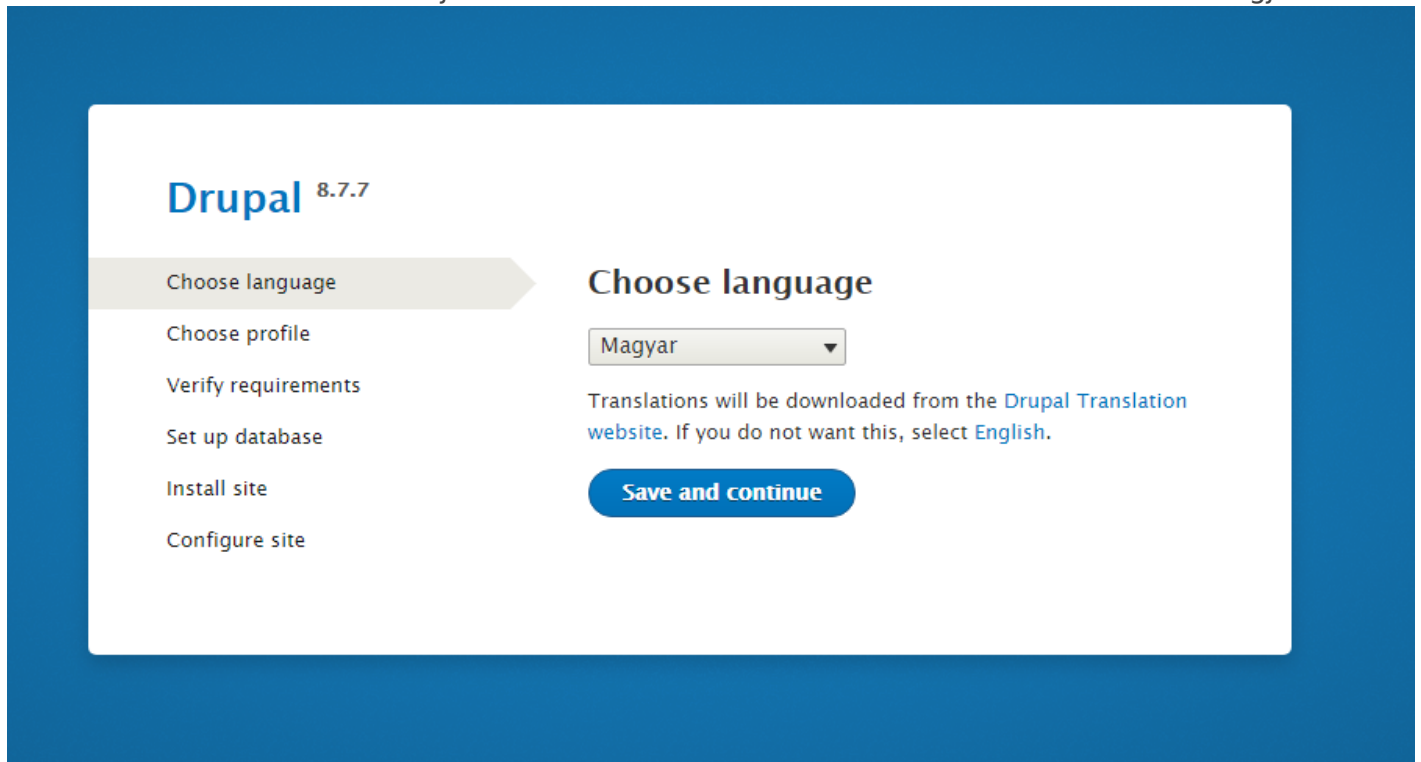 Drupal 8.7.7
Choose language
Choose profile
Verify requirements
Set up database
Install site
Configure site
Choose language
Magyar
Translations will be downloaded from the Drupal Translation
website. If you do not want this, select English.
Save and continue